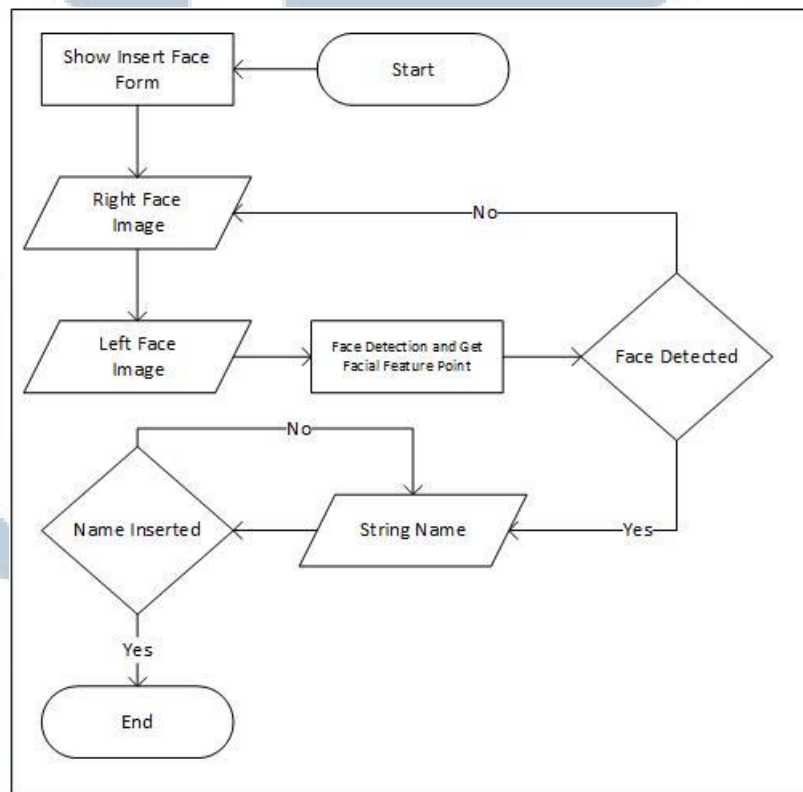 Show Insert Face
Form
Start
Right Face
Image
No
Left Face
Image
Face Detection and Get
Facial Feature Point
Face Detected
No
Name Inserted
String Name
Yes
Yes
End